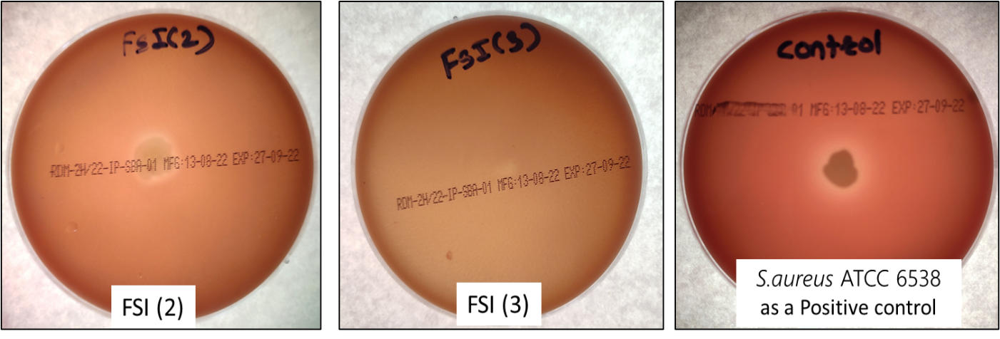 FSI(2)
RDM-2H/22-IP-SBA-01 MFG:13-08-22 EXP:27-09-22
FSI (2)
FSI(3)
RDM-2H/22-IP-SBA-01 MFG:13-08-22 EXP:27-09-22
FSI (3)
control
01 MFG:13-08-22 EXP:27-09-22
S.aureus ATCC 6538
as a Positive control